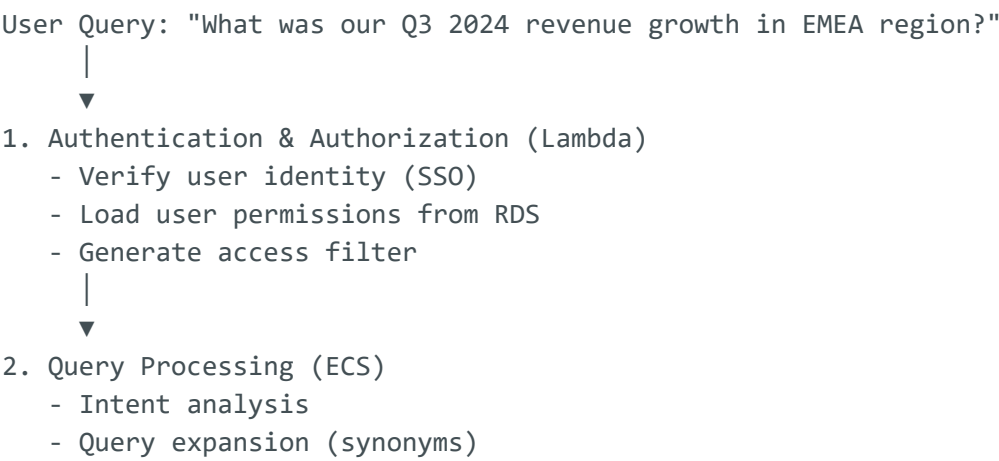 User Query: "What was our Q3 2024 revenue growth in EMEA region?"
│
▼
1. Authentication & Authorization (Lambda)
- Verify user identity (SSO)
- Load user permissions from RDS
- Generate access filter
│
▼
2. Query Processing (ECS)
- Intent analysis
- Query expansion (synonyms)